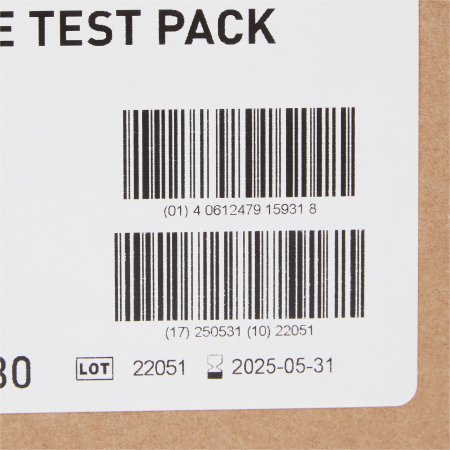 E TEST PACK
(01) 4 0612479 15931 8
(17) 250531 (10) 22051
30 LOT 22051 2025-05-31